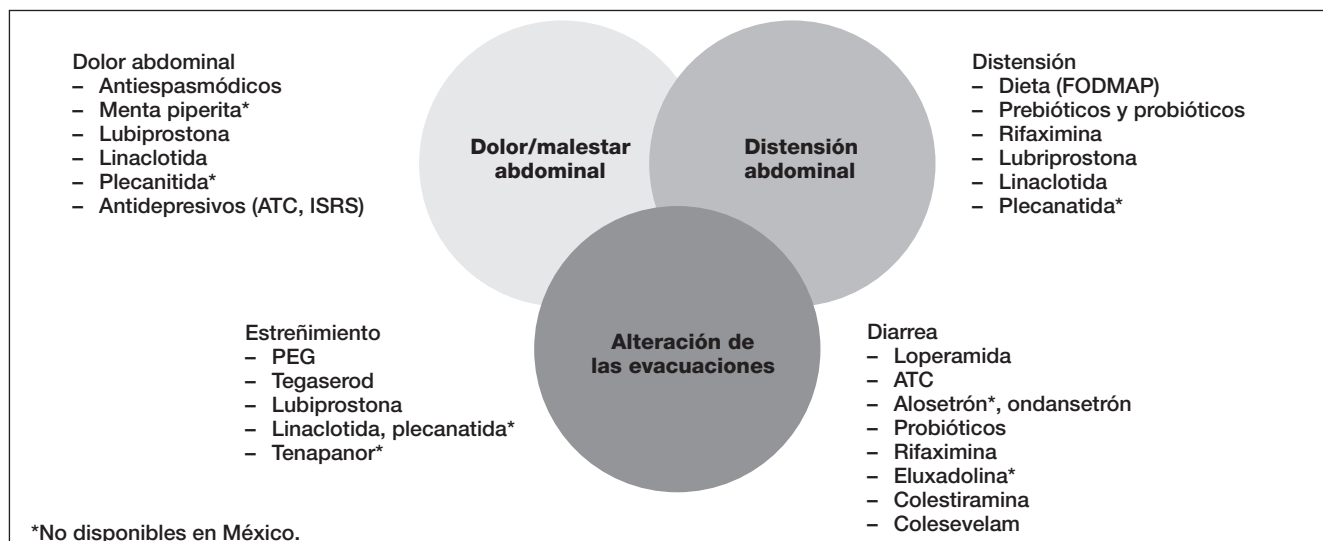 Dolor abdominal
– Antiespasmódicos
– Menta piperita*
– Lubiprostona
– Linaclotida
– Plecanitida*
– Antidepresivos (ATC, ISRS)
Dolor/malestar
abdominal
Distensión
abdominal
Distensión
– Dieta (FODMAP)
– Prebióticos y probióticos
– Rifaximina
– Lubriprostona
– Linaclotida
– Plecanatida*
Estreñimiento
– PEG
– Tegaserod
– Lubiprostona
– Linaclotida, plecanatida*
– Tenapanor*
Alteración de
las evacuaciones
Diarrea
– Loperamida
– ATC
– Alosetrón*, ondansetrón
– Probióticos
– Rifaximina
– Eluxadolina*
– Colestiramina
– Colesevelam
*No disponibles en México.